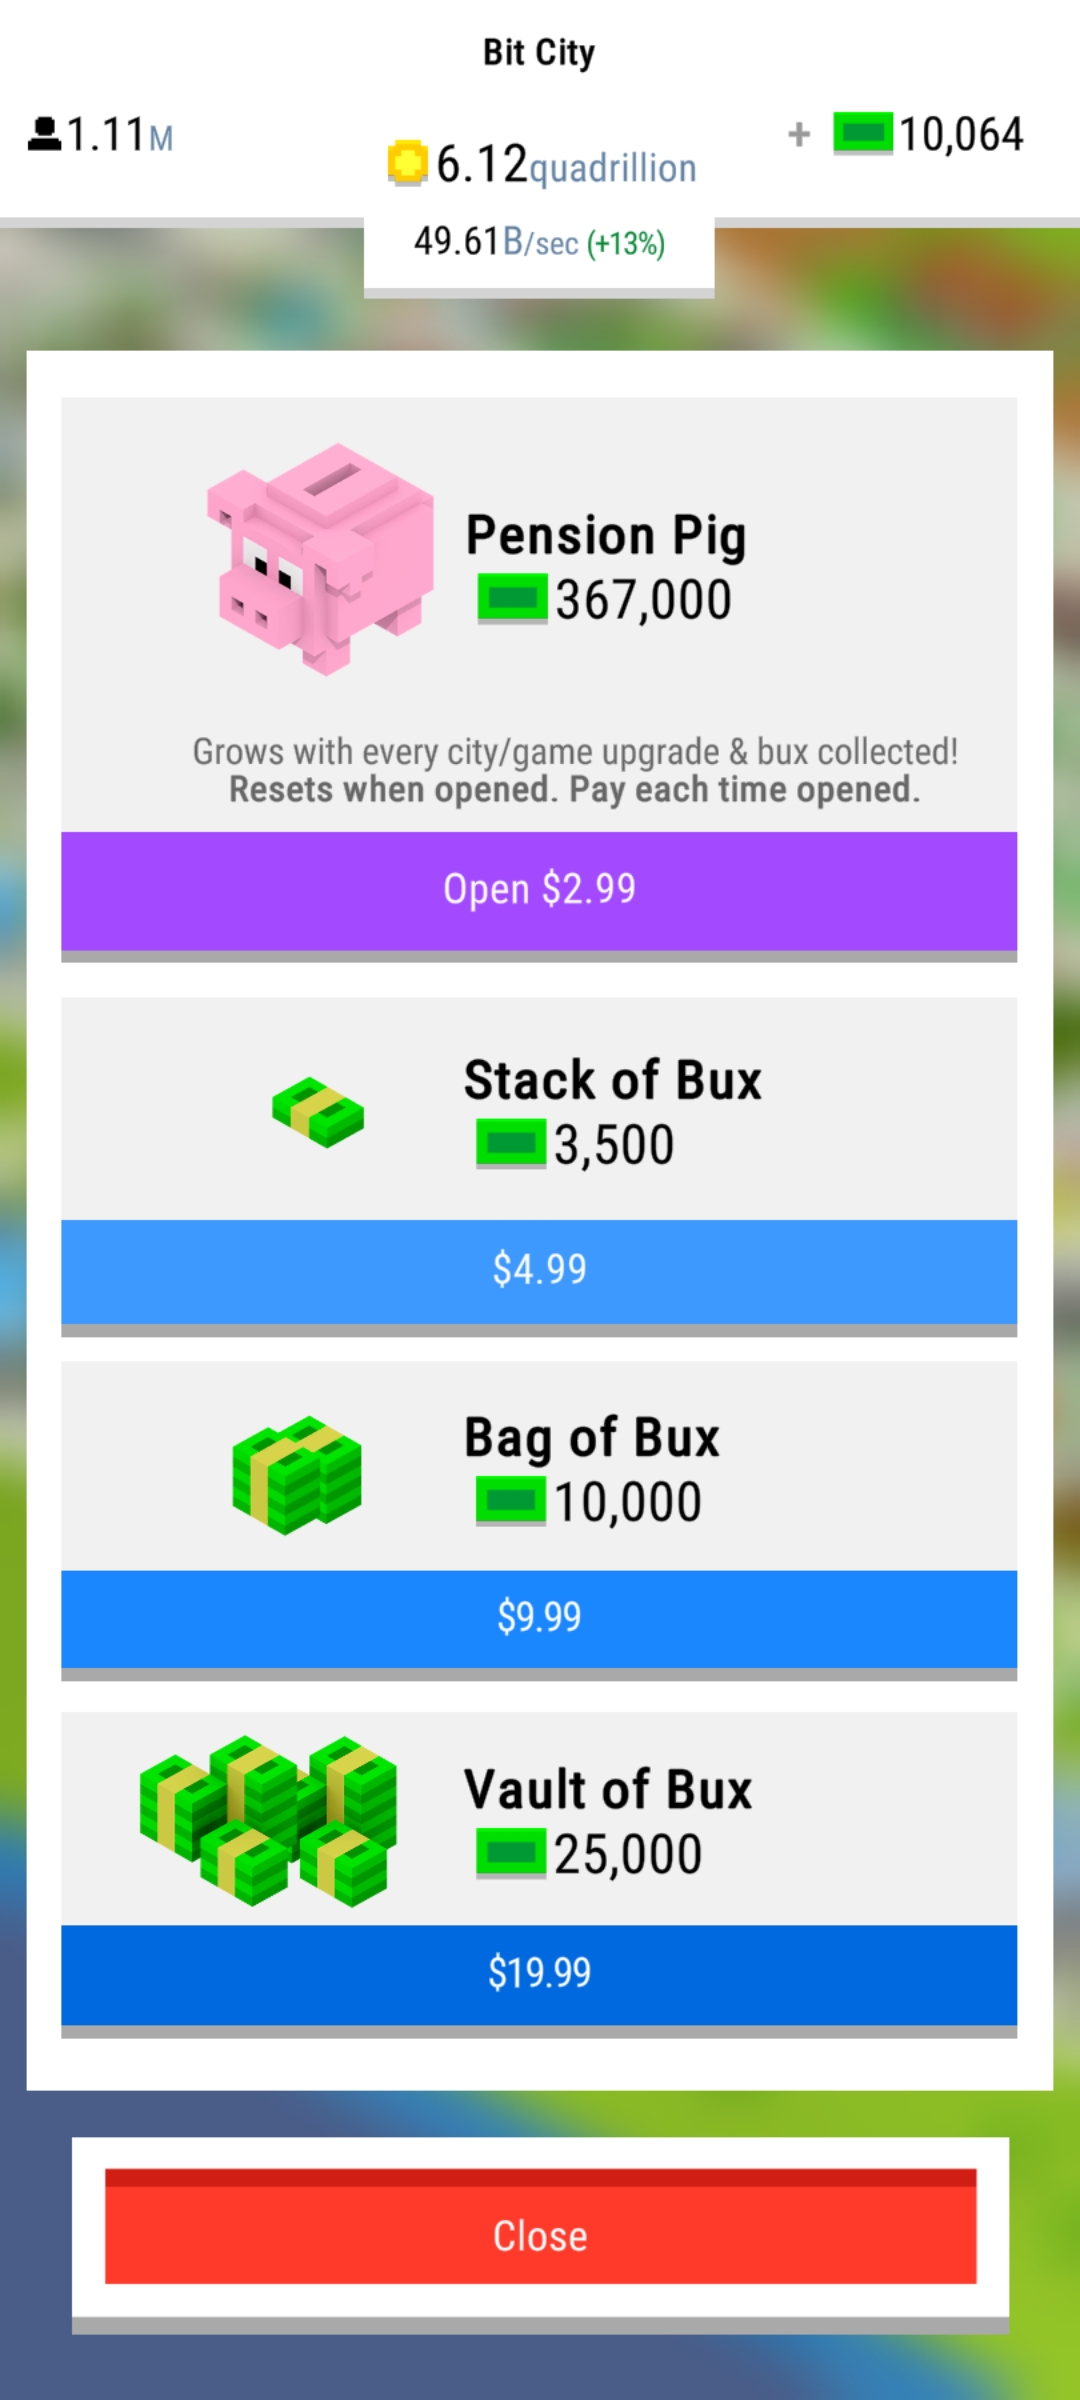 Bit City
1.11M
6.12quadrillion
+ 10,064
49.61B/sec (+13%)
Pension Pig
367,000
Grows with every city/game upgrade & bux collected!
Resets when opened. Pay each time opened.
Open $2.99
Stack of Bux
3,500
$4.99
Bag of Bux
10,000
$9.99
Vault of Bux
25,000
$19.99
Close